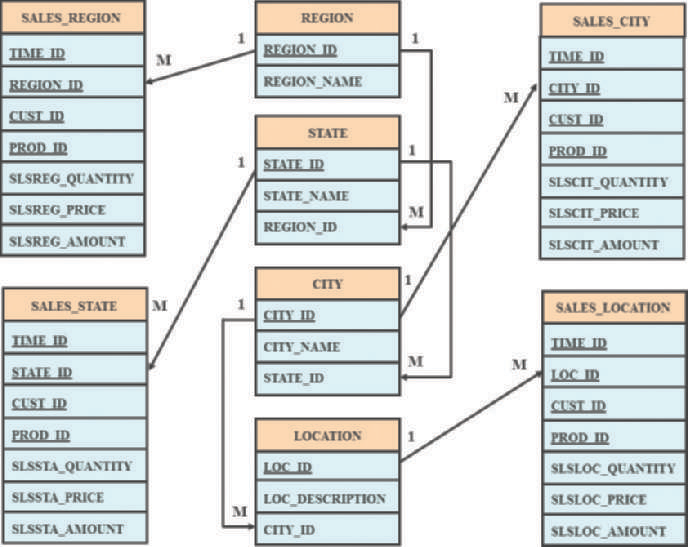 SALES_REGION
TIME_ID
REGION_ID
CUST_ID
PROD_ID
SLSREG_QUANTITY
SLSREG_PRICE
SLSREG_AMOUNT
REGION
REGION_ID
REGION_NAME
STATE
STATE_ID
STATE_NAME
REGION_ID
CITY
CITY_ID
CITY_NAME
STATE_ID
LOCATION
LOC_ID
LOC_DESCRIPTION
CITY_ID
SALES_CITY
TIME_ID
CITY_ID
CUST_ID
PROD_ID
SLSCIT_QUANTITY
SLSCIT_PRICE
SLSCIT_AMOUNT
SALES_STATE
TIME_ID
STATE_ID
CUST_ID
PROD_ID
SLSSTA_QUANTITY
SLSSTA_PRICE
SLSSTA_AMOUNT
SALES_LOCATION
TIME_ID
LOC_ID
CUST_ID
PROD_ID
SLSLOC_QUANTITY
SLSLOC_PRICE
SLSLOC_AMOUNT
1
M
1
M
1
M
1
M
1
M
1
M
1
M